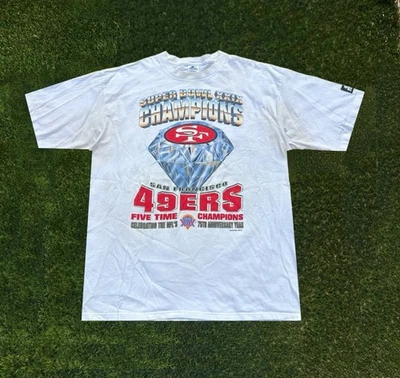 SUPER BOWL XXIX
CHAMPIONS
SF
SAN FRANCISCO
49ERS
FIVE TIME CHAMPIONS
CELEBRATING THE NFL'S 75TH ANNIVERSARY YEAR